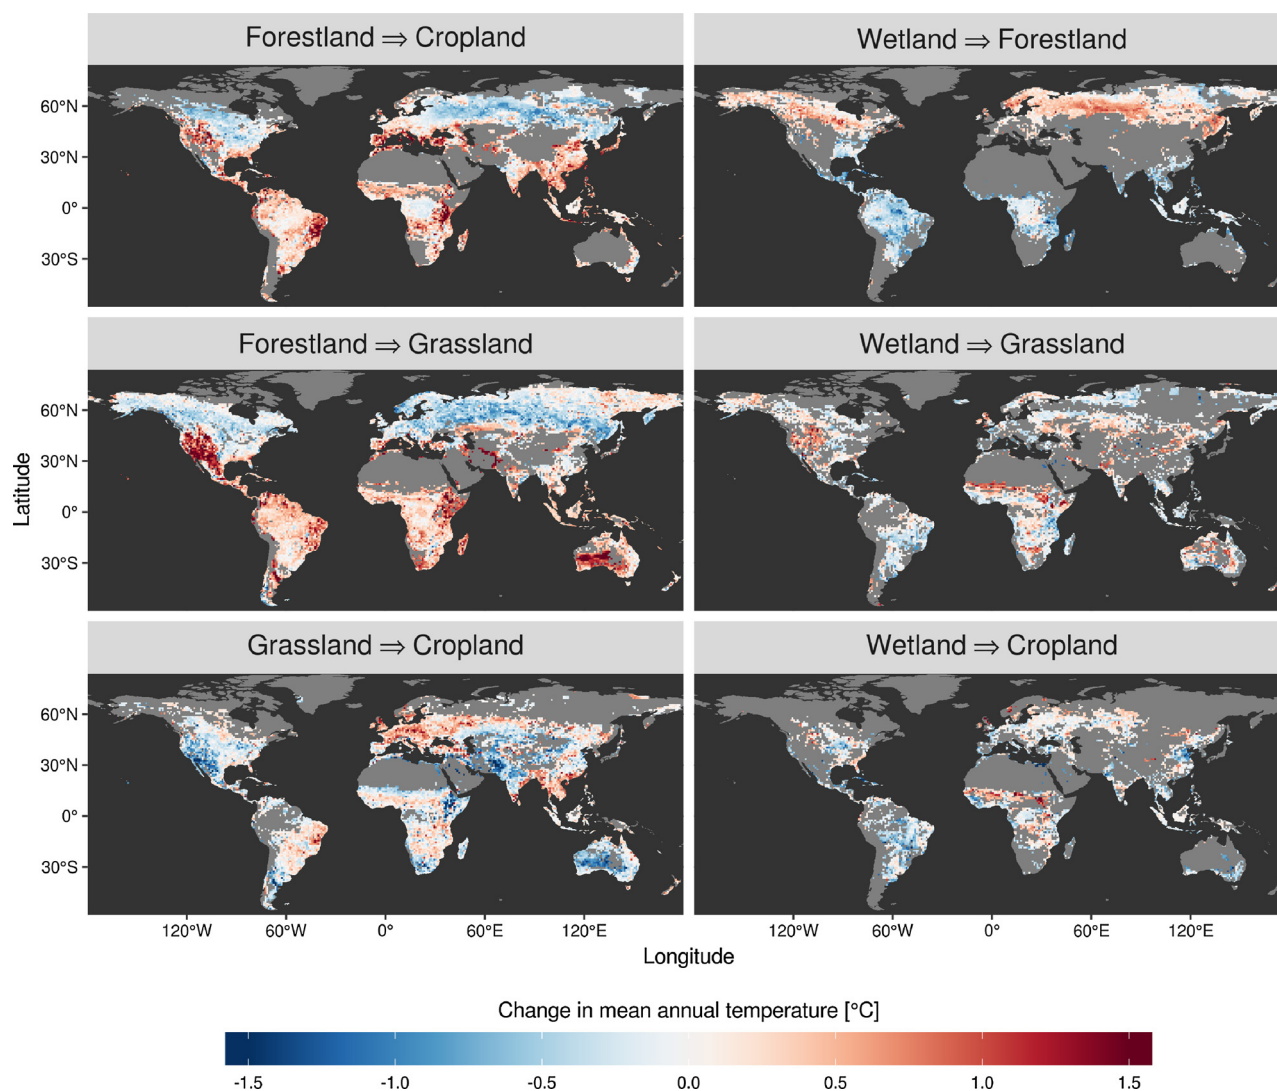 Forestland ⇒ Cropland
Wetland ⇒ Forestland
60°N
30°N
0°
30°S
Forestland ⇒ Grassland
Wetland ⇒ Grassland
Latitude
60°N
30°N
0°
30°S
Grassland ⇒ Cropland
Wetland ⇒ Cropland
60°N
30°N
0°
30°S
120°W 60°W 0° 60°E 120°E 120°W 60°W 0° 60°E 120°E
Longitude
Change in mean annual temperature [°C]
-1.5 -1.0 -0.5 0.0 0.5 1.0 1.5